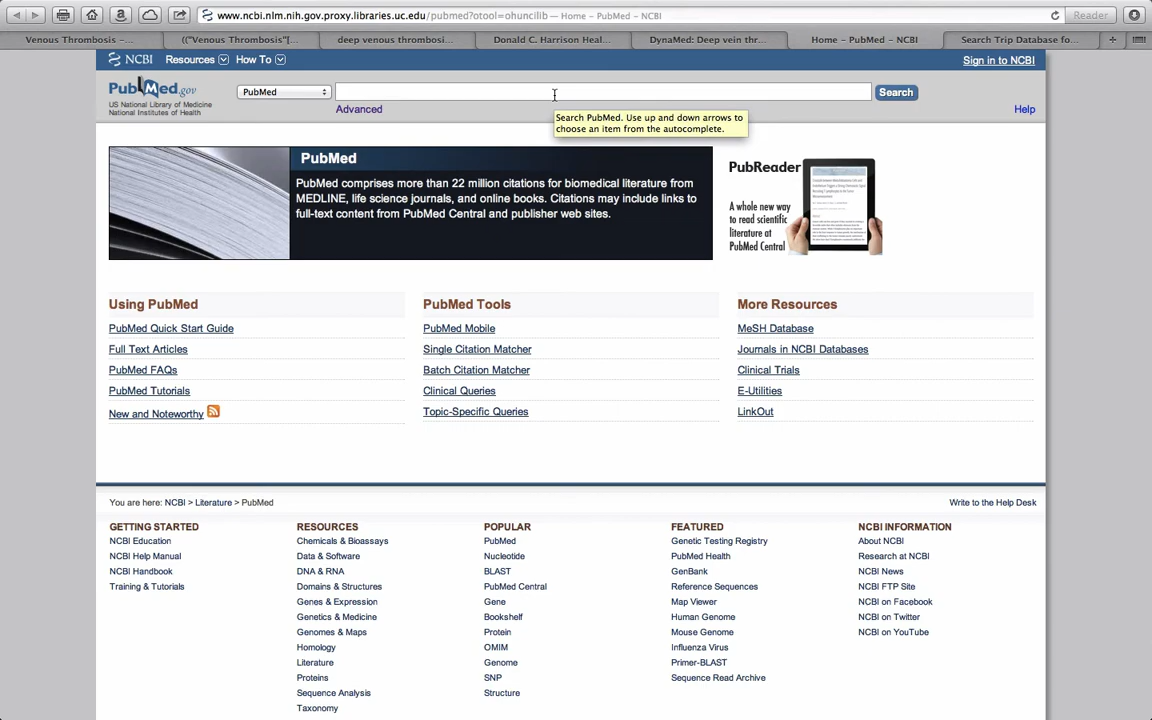 www.ncbi.nlm.nih.gov.proxy.libraries.uc.edu/pubmed?otool=ohuncilib — Home – PubMed – NCBI
Reader
Venous Thrombosis –...
(("Venous Thrombosis"[...
deep venous thrombosi...
Donald C. Harrison Heal...
DynaMed: Deep vein thr...
Home – PubMed – NCBI
Search Trip Database fo...
NCBI Resources How To
Sign in to NCBI
PubMed.gov
US National Library of Medicine
National Institutes of Health
PubMed
Search
Advanced
Help
Search PubMed. Use up and down arrows to
choose an item from the autocomplete.
PubMed
PubMed comprises more than 22 million citations for biomedical literature from
MEDLINE, life science journals, and online books. Citations may include links to
full-text content from PubMed Central and publisher web sites.
PubReader
A whole new way
to read scientific
literature at
PubMed Central
Using PubMed
PubMed Quick Start Guide
Full Text Articles
PubMed FAQs
PubMed Tutorials
New and Noteworthy
PubMed Tools
PubMed Mobile
Single Citation Matcher
Batch Citation Matcher
Clinical Queries
Topic-Specific Queries
More Resources
MeSH Database
Journals in NCBI Databases
Clinical Trials
E-Utilities
LinkOut
You are here: NCBI > Literature > PubMed
Write to the Help Desk
GETTING STARTED
NCBI Education
NCBI Help Manual
NCBI Handbook
Training & Tutorials
RESOURCES
Chemicals & Bioassays
Data & Software
DNA & RNA
Domains & Structures
Genes & Expression
Genetics & Medicine
Genomes & Maps
Homology
Literature
Proteins
Sequence Analysis
Taxonomy
POPULAR
PubMed
Nucleotide
BLAST
PubMed Central
Gene
Bookshelf
Protein
OMIM
Genome
SNP
Structure
FEATURED
Genetic Testing Registry
PubMed Health
GenBank
Reference Sequences
Map Viewer
Human Genome
Mouse Genome
Influenza Virus
Primer-BLAST
Sequence Read Archive
NCBI INFORMATION
About NCBI
Research at NCBI
NCBI News
NCBI FTP Site
NCBI on Facebook
NCBI on Twitter
NCBI on YouTube